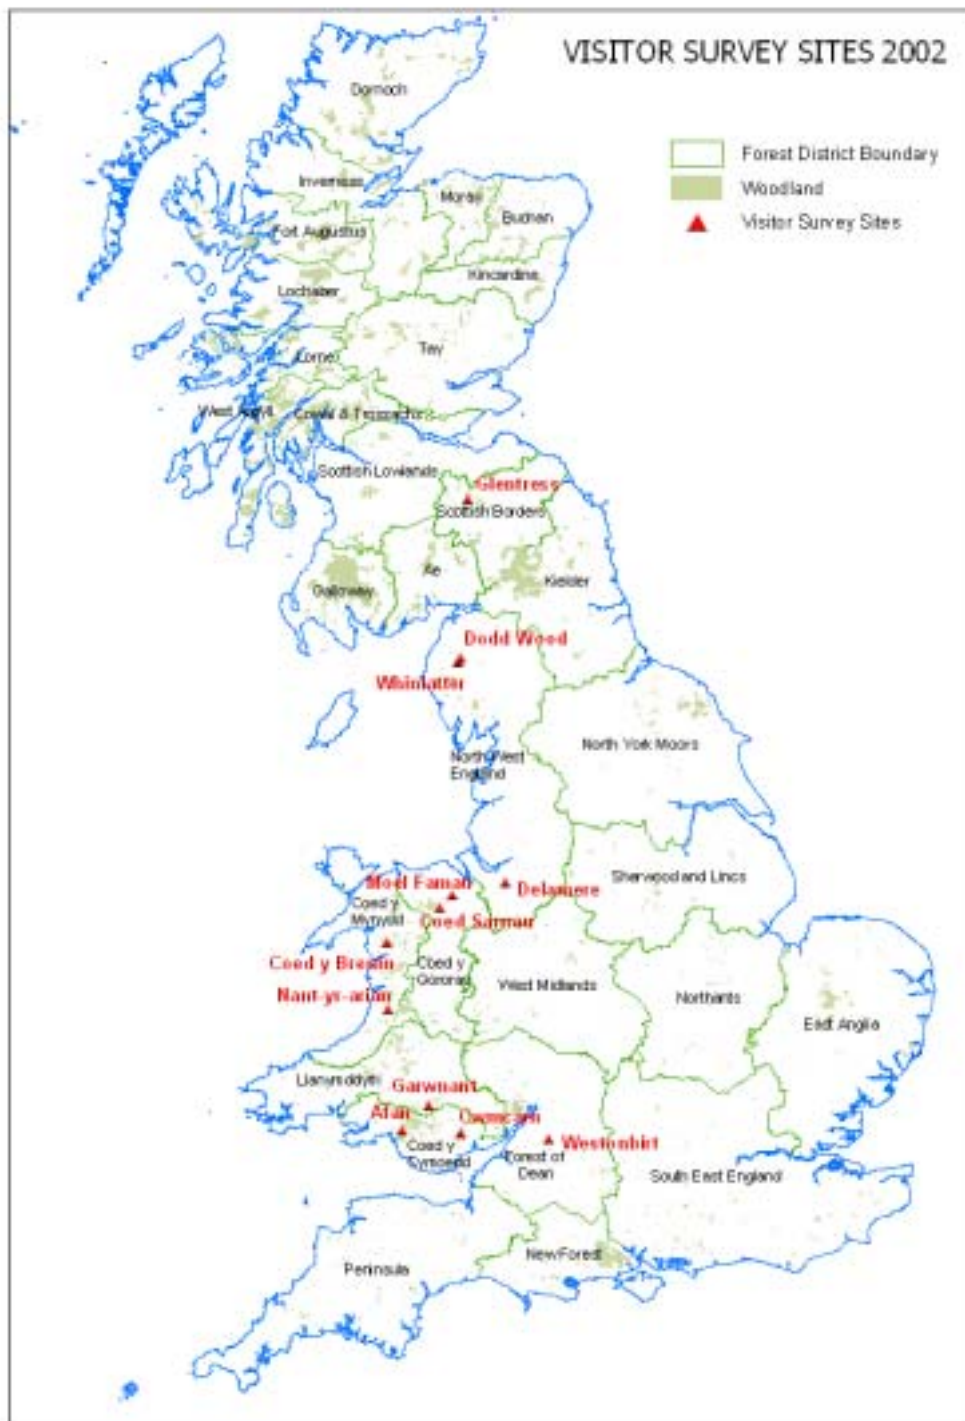 VISITOR SURVEY SITES 2002
Forest District Boundary
Woodland
Visitor Survey Sites
Dornoch
Inverness
Moray
Buchan
Fort Augustus
Kincardine
Lochaber
Tay
Lorne
West Argyll
Cowal & Trossachs
Scottish Lowlands
Glentress
Scottish Borders
Ae
Galloway
Kielder
Dodd Wood
Whinlatter
North York Moors
North West
England
Sherwood and Lincs
Moel Famau
Delamere
Coed y
Mynydd
Coed y Brenin
Coed y
West Midlands
Northants
Nant-yr-arian
East Anglia
Llanymddyfri
Garwnant
Afan
Cwmcarn
Westonbirt
Coed y
Cymoedd
Forest of
Dean
South East England
New Forest
Peninsula